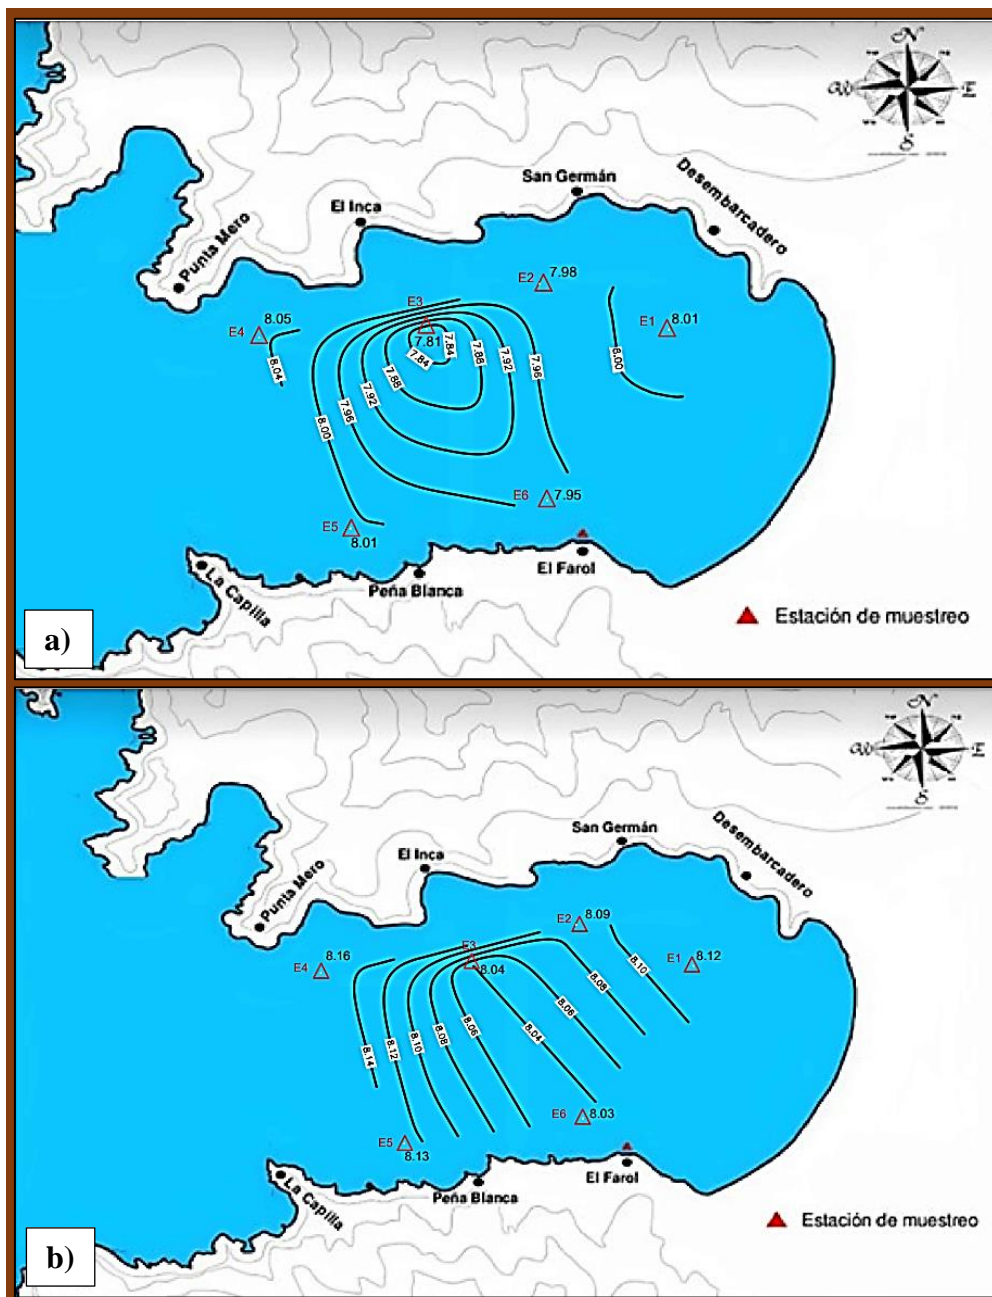 N
E
S
San Germán
Desembarcadero
El Inca
Punta Mero
E2 7.98
E3
7.81
E4 8.05
E1 8.01
7.84
7.84
7.88
7.88
7.92
7.92
7.96
7.96
8.00
8.00
8.04
E6 7.95
E5
8.01
El Farol
La Capilla
Peña Blanca
Estación de muestreo
a)
N
E
S
San Germán
Desembarcadero
El Inca
Punta Mero
E2 8.09
E3
8.04
E4 8.16
E1 8.12
8.10
8.08
8.06
8.04
8.06
8.08
8.10
8.12
8.14
E6 8.03
E5
8.13
El Farol
La Capilla
Peña Blanca
Estación de muestreo
b)